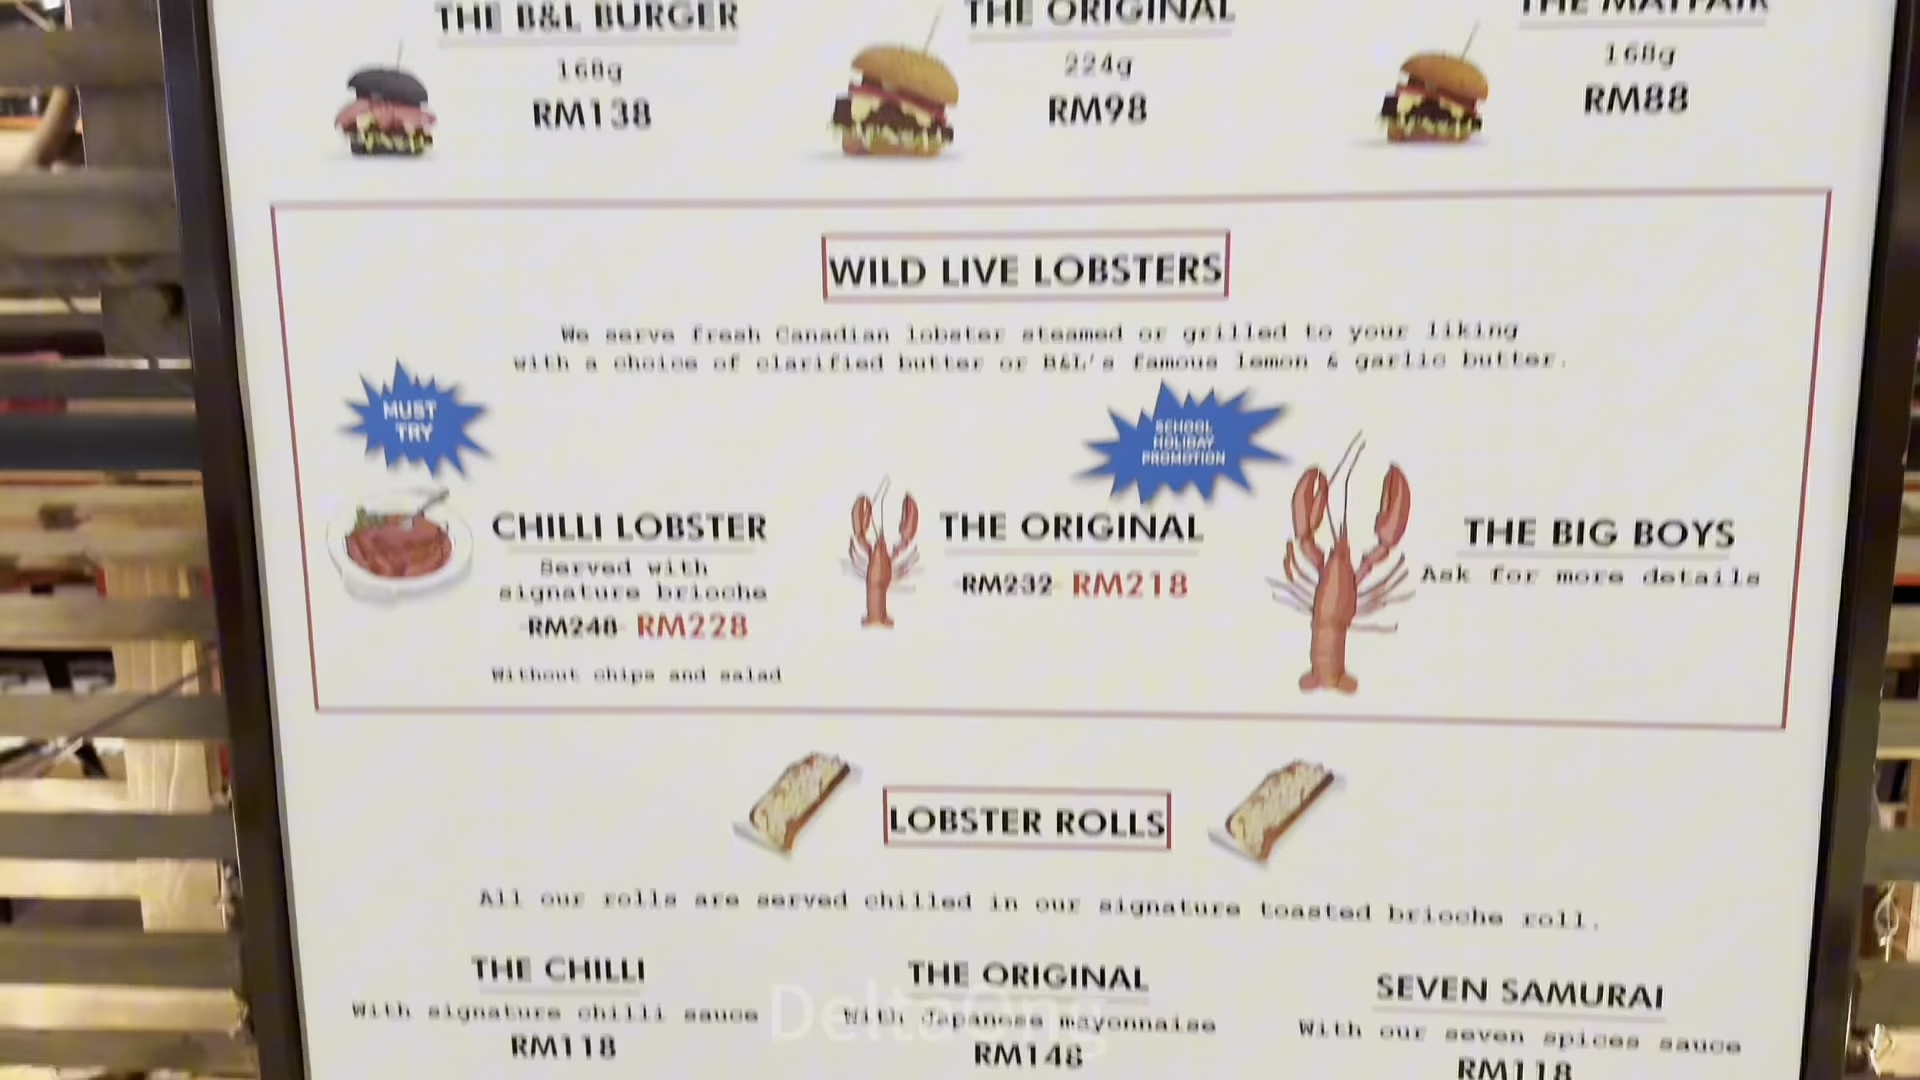 THE B&L BURGER
168g
RM138
THE ORIGINAL
224g
RM98
THE MAYFAIR
168g
RM88
WILD LIVE LOBSTERS
We serve fresh Canadian lobster steamed or grilled to your liking
with a choice of clarified butter or B&L's famous lemon & garlic butter.
MUST
TRY
CHILLI LOBSTER
Served with
signature brioche
RM248 RM228
Without chips and salad
SCHOOL
HOLIDAY
PROMOTION
THE ORIGINAL
RM232 RM218
THE BIG BOYS
Ask for more details
LOBSTER ROLLS
All our rolls are served chilled in our signature toasted brioche roll.
THE CHILLI
With signature chilli sauce
RM118
THE ORIGINAL
With Japanese mayonnaise
RM148
SEVEN SAMURAI
With our seven spices sauce
RM118
DeltaOng